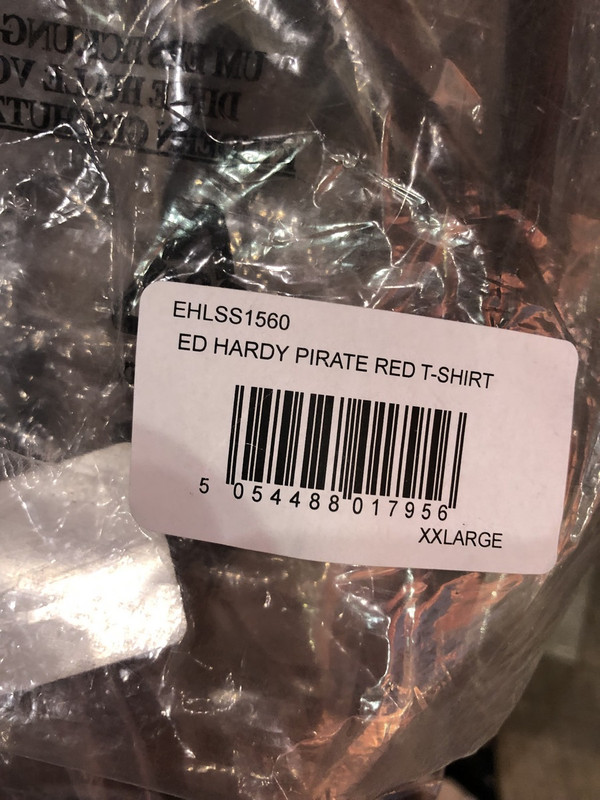 EHLSS1560
ED HARDY PIRATE RED T-SHIRT
5 054488 017956
XXLARGE